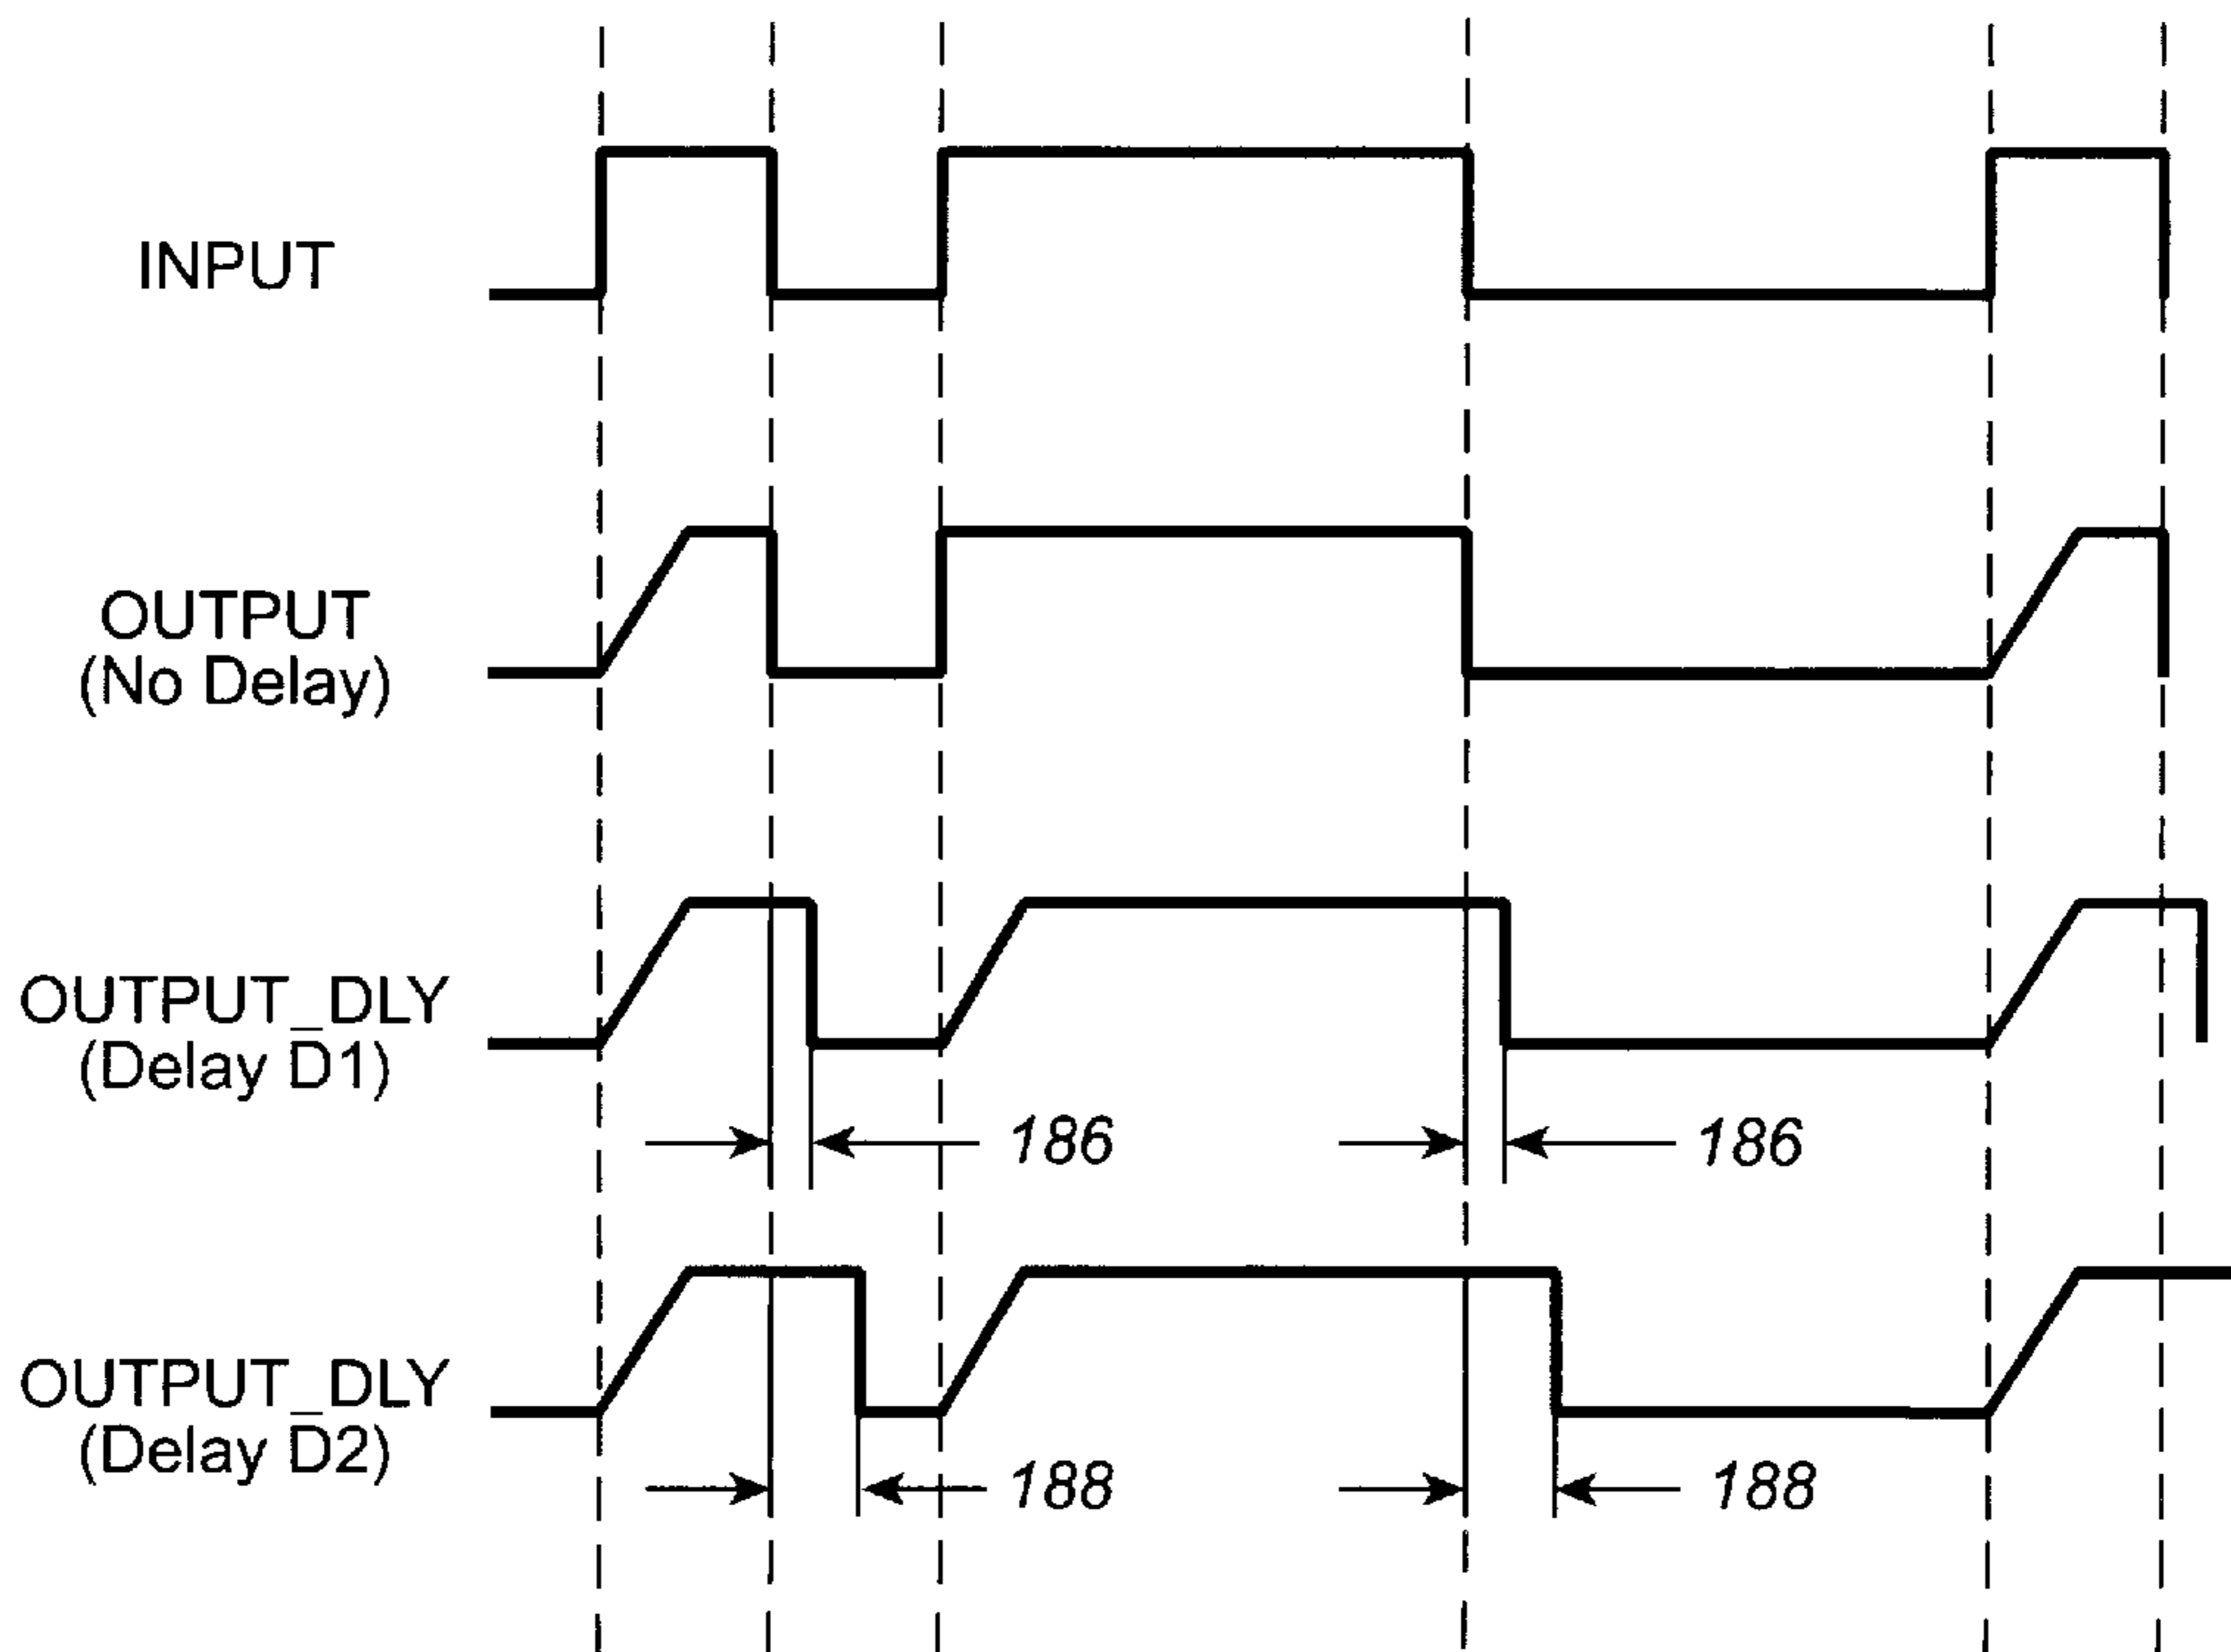 INPUT
OUTPUT
(No Delay)
OUTPUT_DLY
(Delay D1)
186
186
OUTPUT_DLY
(Delay D2)
188
188